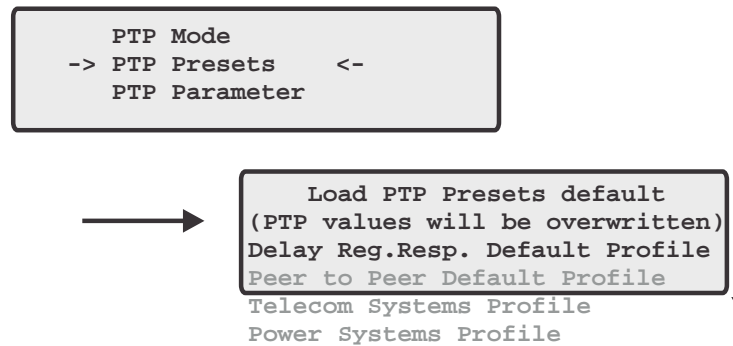 PTP Mode
-> PTP Presets <-
PTP Parameter
Load PTP Presets default
(PTP values will be overwritten)
Delay Reg.Resp. Default Profile
Peer to Peer Default Profile
Telecom Systems Profile
Power Systems Profile